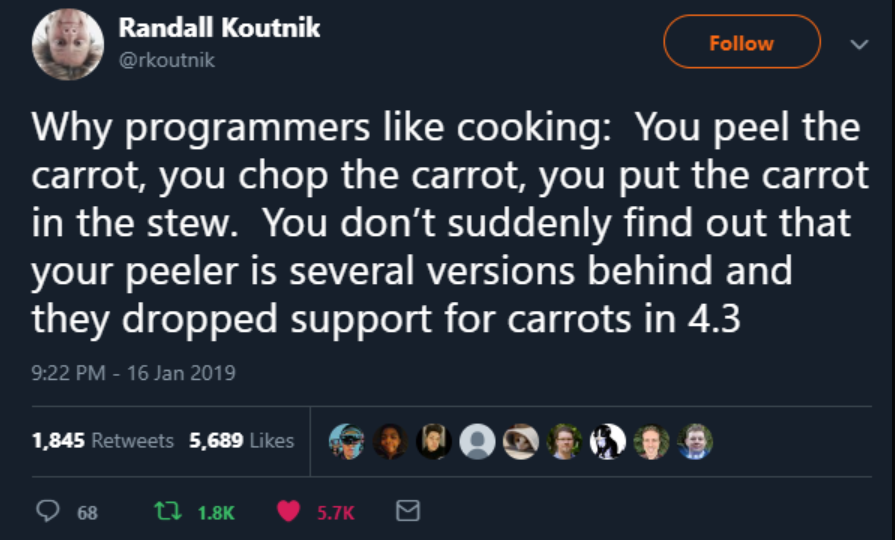 Randall Koutnik
@rkoutnik
Follow
Why programmers like cooking:  You peel the
carrot, you chop the carrot, you put the carrot
in the stew.  You don’t suddenly find out that
your peeler is several versions behind and
they dropped support for carrots in 4.3
9:22 PM - 16 Jan 2019
1,845 Retweets 5,689 Likes
68 1.8K 5.7K